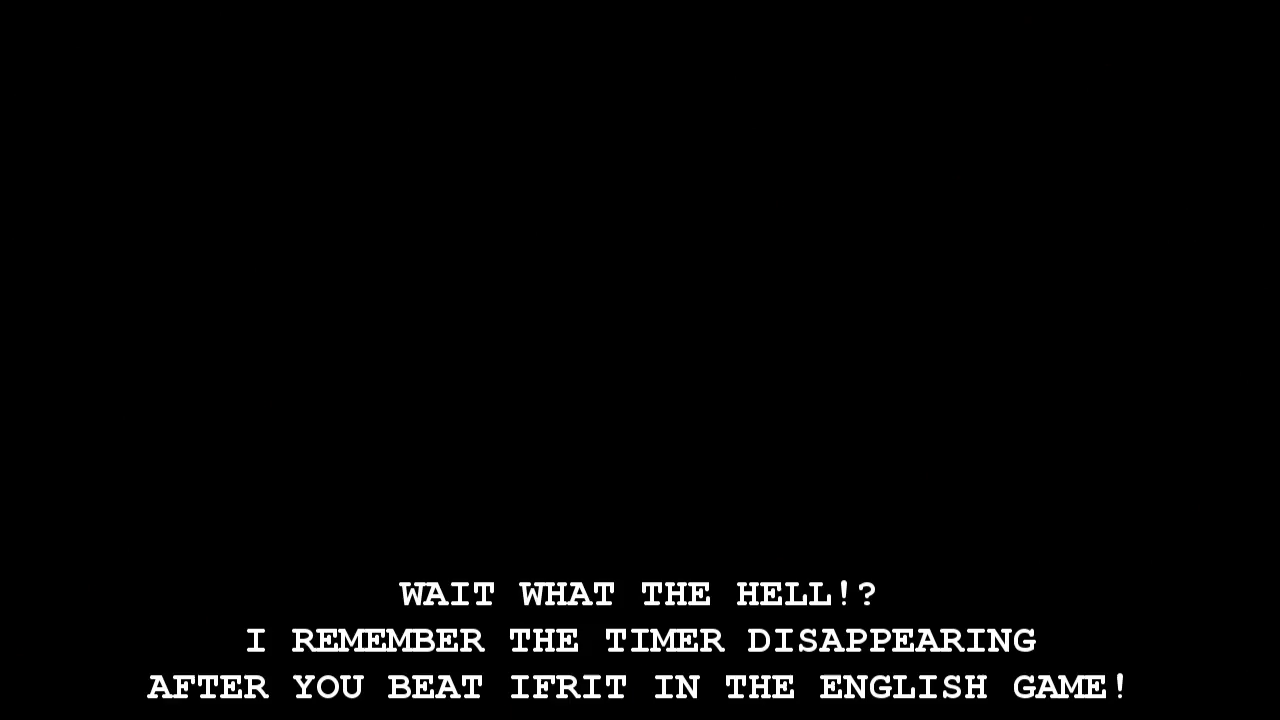 WAIT WHAT THE HELL!?
I REMEMBER THE TIMER DISAPPEARING
AFTER YOU BEAT IFRIT IN THE ENGLISH GAME!